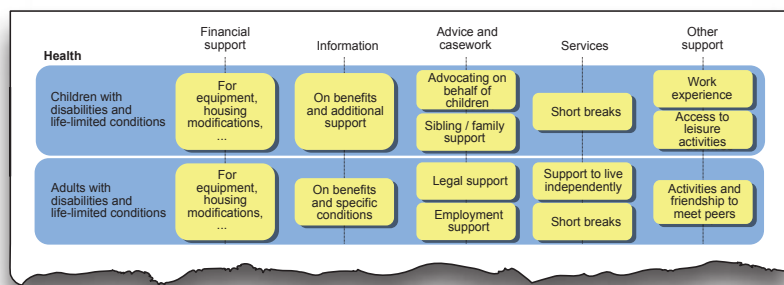 Financial
support
Information
Advice and
casework
Services
Other
support
Health
Children with
disabilities and
life-limited conditions
For
equipment,
housing
modifications,
...
On benefits
and additional
support
Advocating on
behalf of
children
Sibling / family
support
Short breaks
Work
experience
Access to
leisure
activities
Adults with
disabilities and
life-limited conditions
For
equipment,
housing
modifications,
...
On benefits
and specific
conditions
Legal support
Employment
support
Support to live
independently
Short breaks
Activities and
friendship to
meet peers